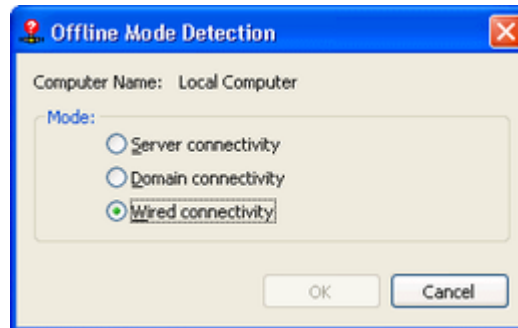 Offline Mode Detection
Computer Name: Local Computer
Mode:
Server connectivity
Domain connectivity
Wired connectivity
OK Cancel